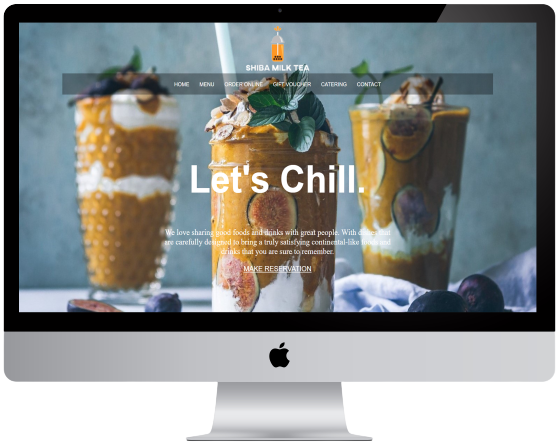 SHIBA MILK TEA
HOME MENU ORDER ONLINE GIFT VOUCHER CATERING CONTACT
Let's Chill.
We love sharing good foods and drinks with great people. With dishes that
are carefully designed to bring a truly satisfying continental-like foods and
drinks that you are sure to remember.
MAKE RESERVATION